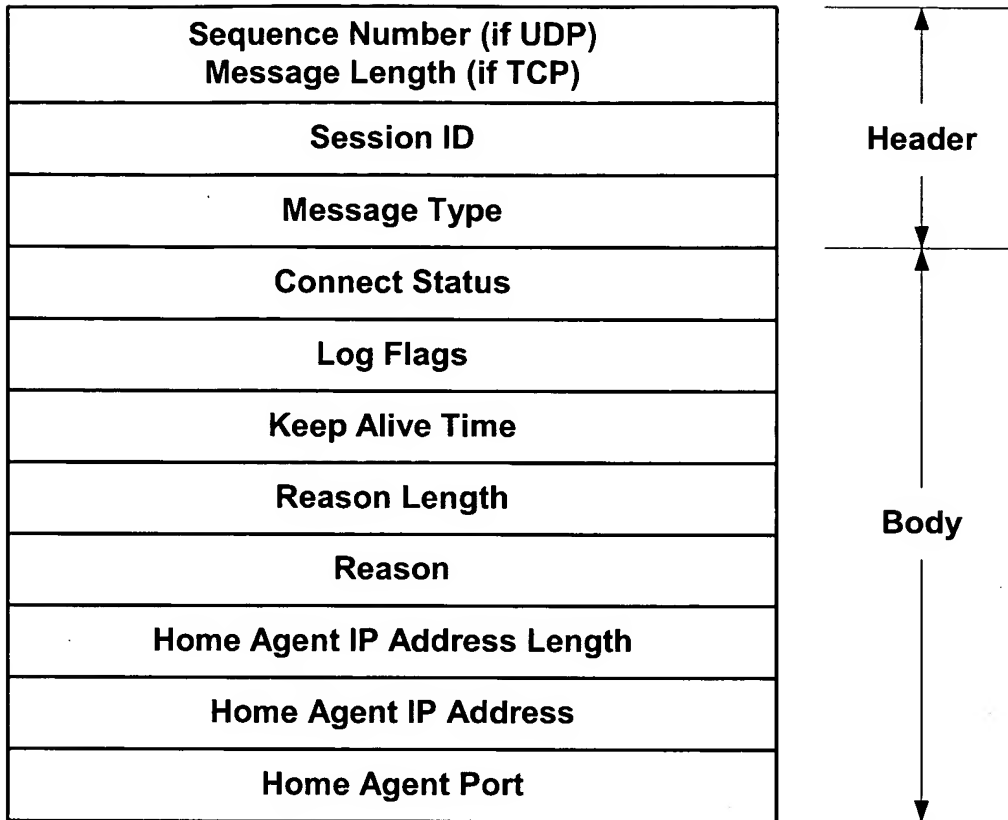 Sequence Number (if UDP)
Message Length (if TCP)
Session ID
Message Type
Connect Status
Log Flags
Keep Alive Time
Reason Length
Reason
Home Agent IP Address Length
Home Agent IP Address
Home Agent Port
Header
Body